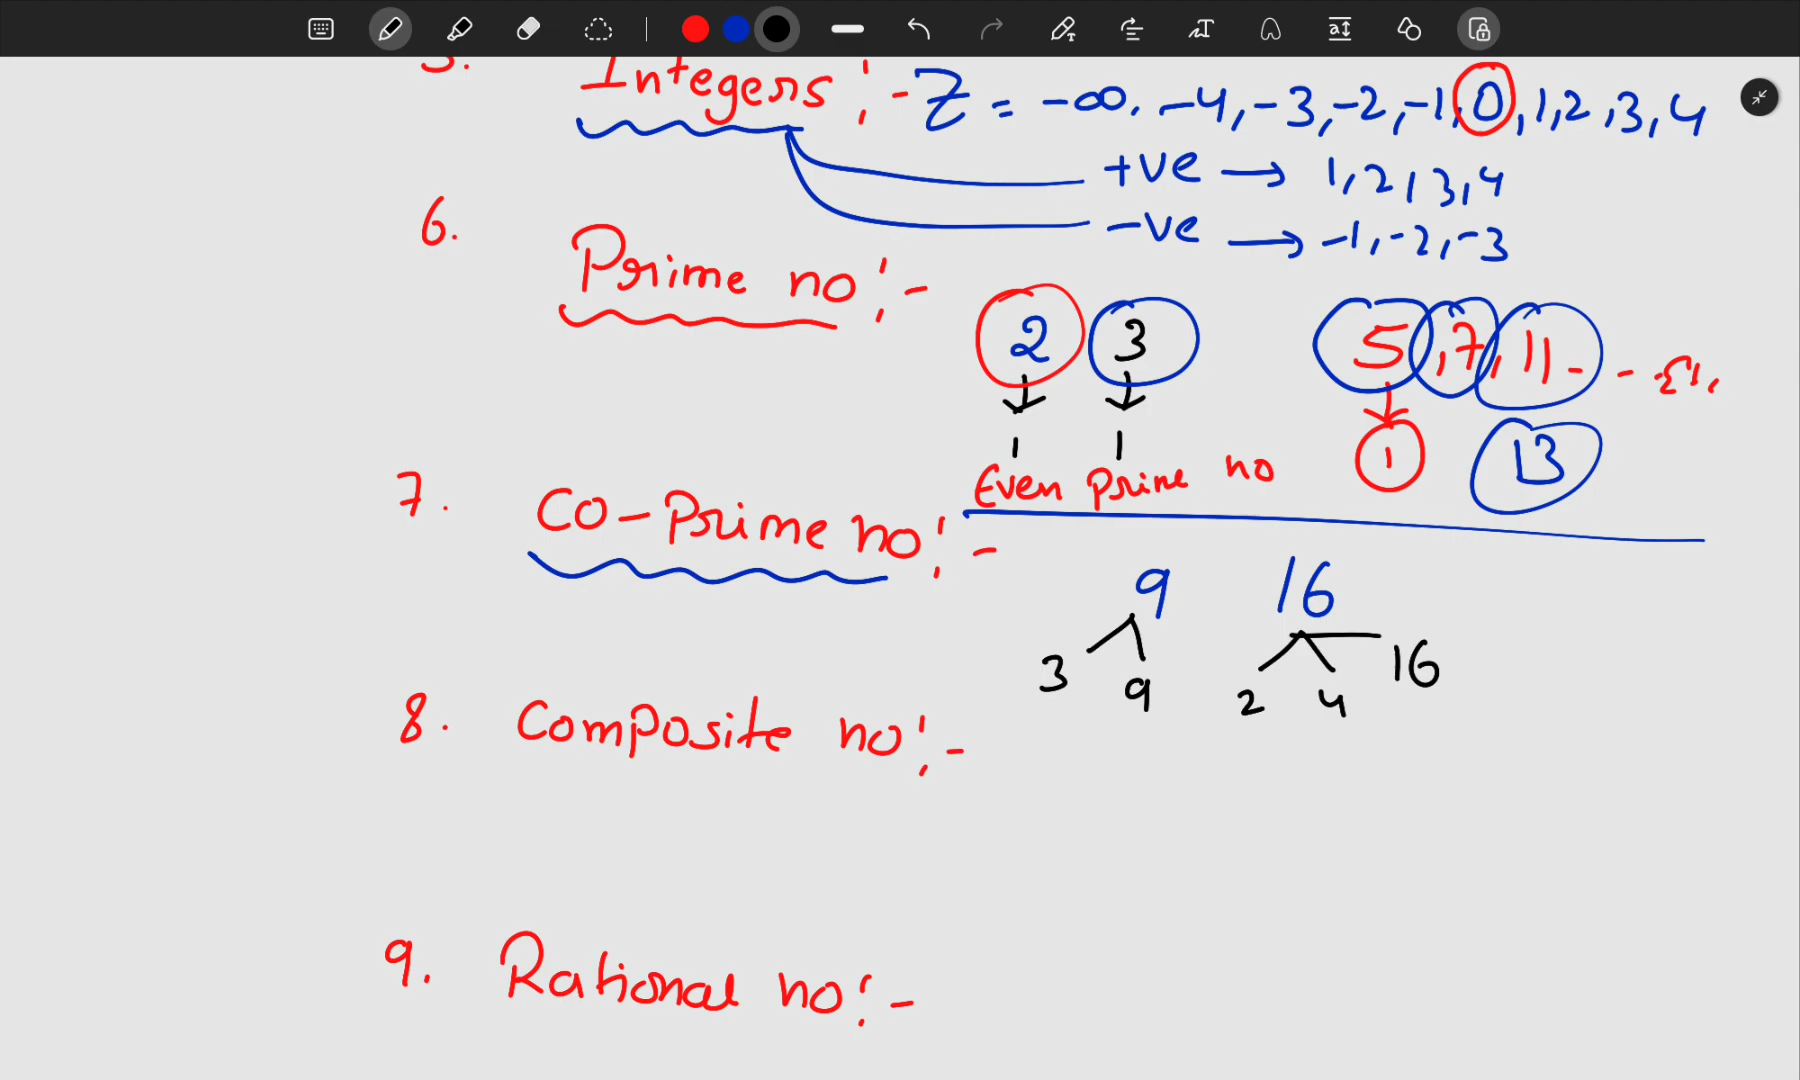 5. Integers :- Z = -∞, -4, -3, -2, -1, 0, 1, 2, 3, 4
+ve → 1, 2, 3, 4
-ve → -1, -2, -3
6. Prime no :-
2 3 5, 7, 11 - -
1 1 1 13
Even Prime no
7. Co-Prime no :-
9 16
3 9 2 4 16
8. Composite no :-
9. Rational no :-